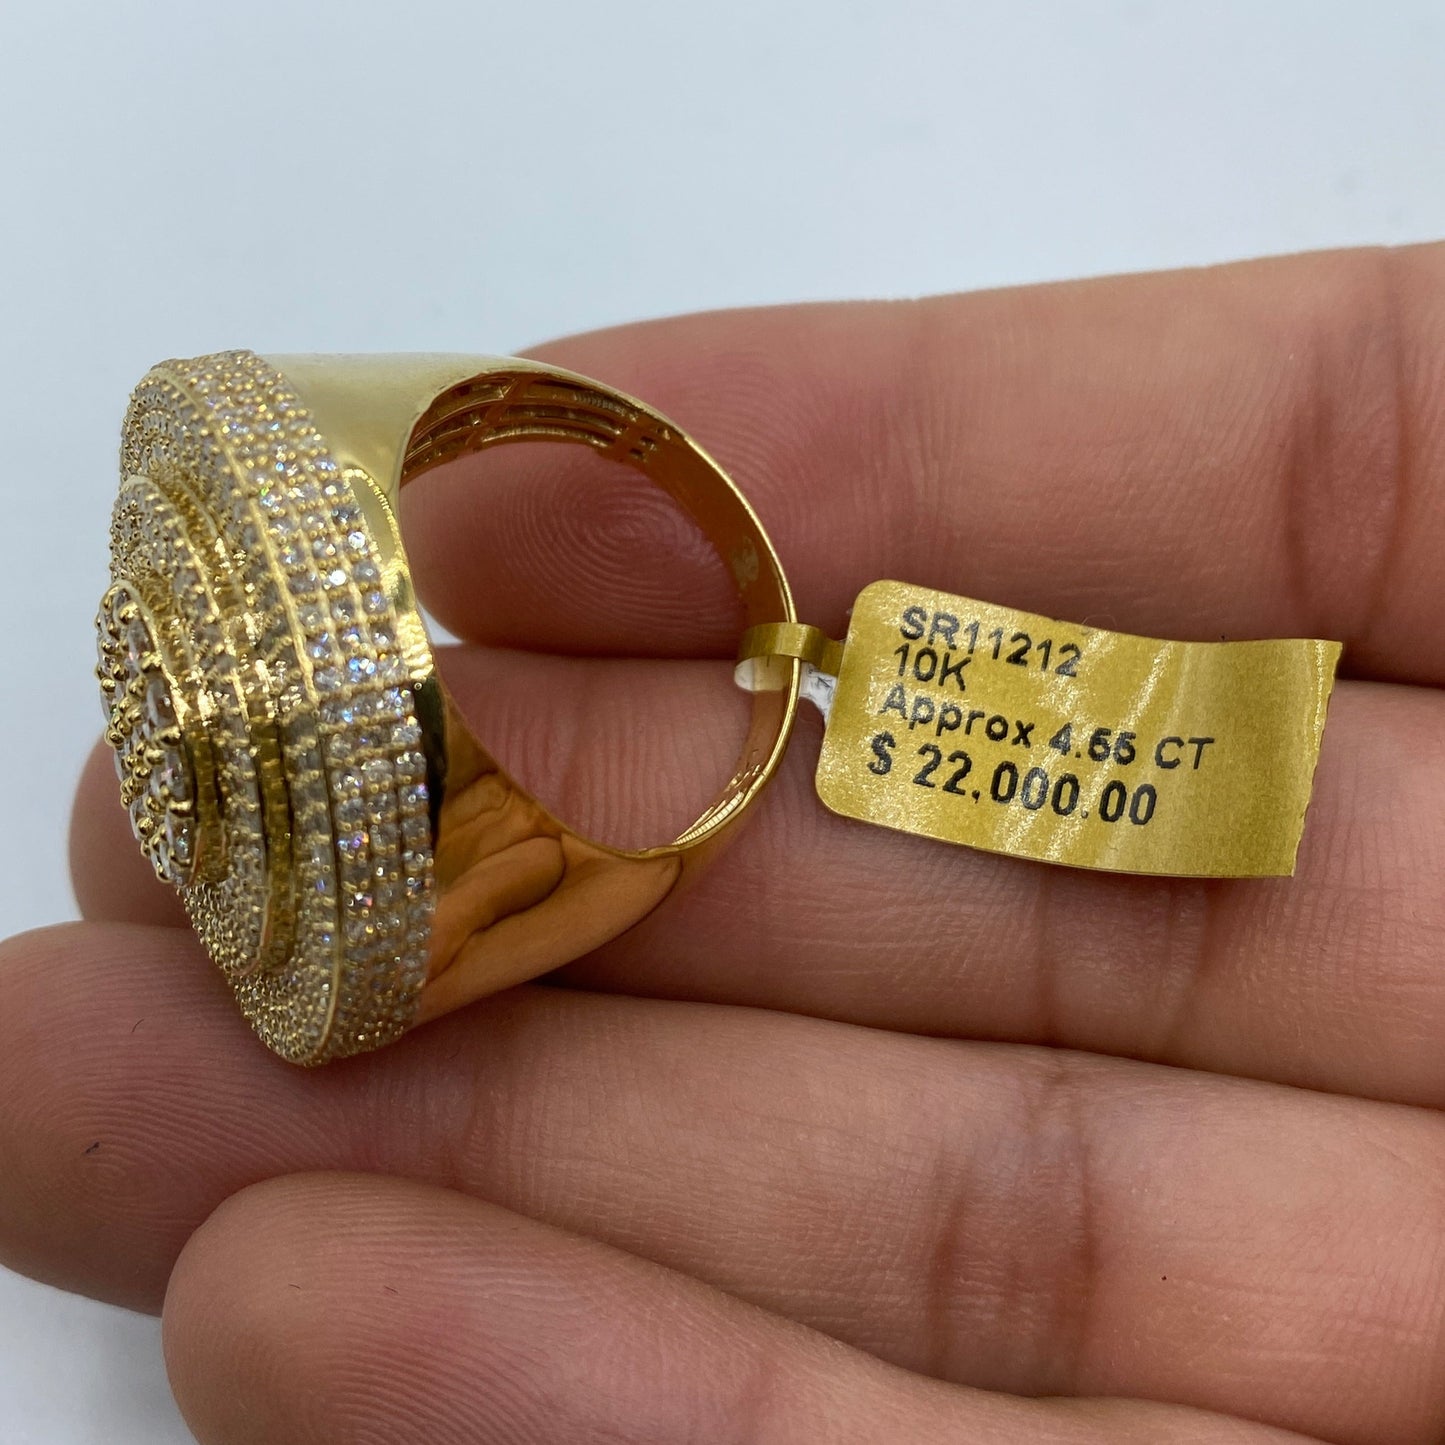 SR11212
10K
Approx 4.55 CT
$ 22,000.00